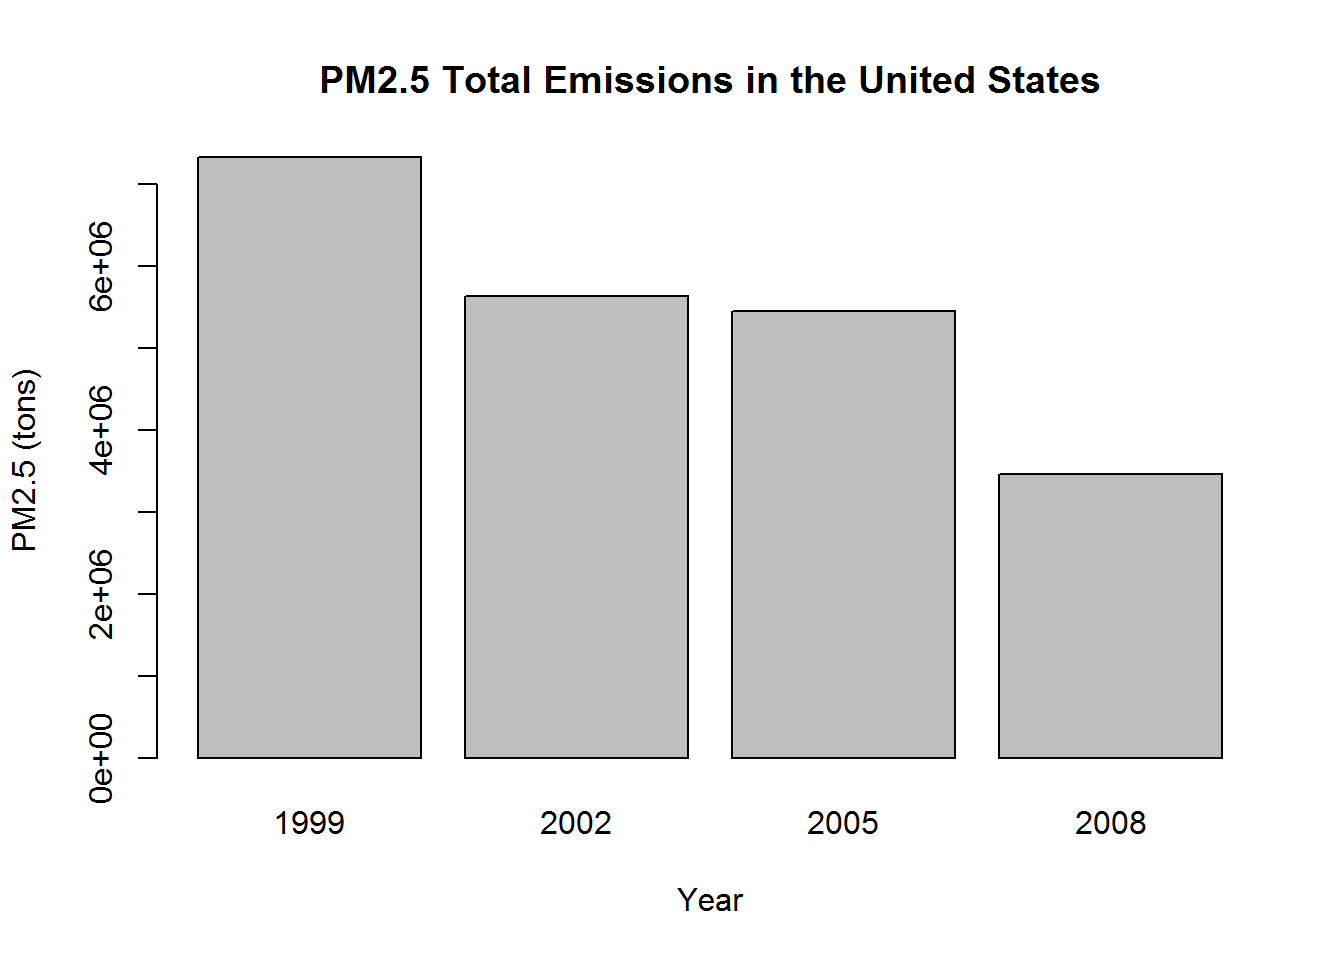 PM2.5 Total Emissions in the United States
PM2.5 (tons)
6e+06
4e+06
2e+06
0e+00
1999 2002 2005 2008
Year